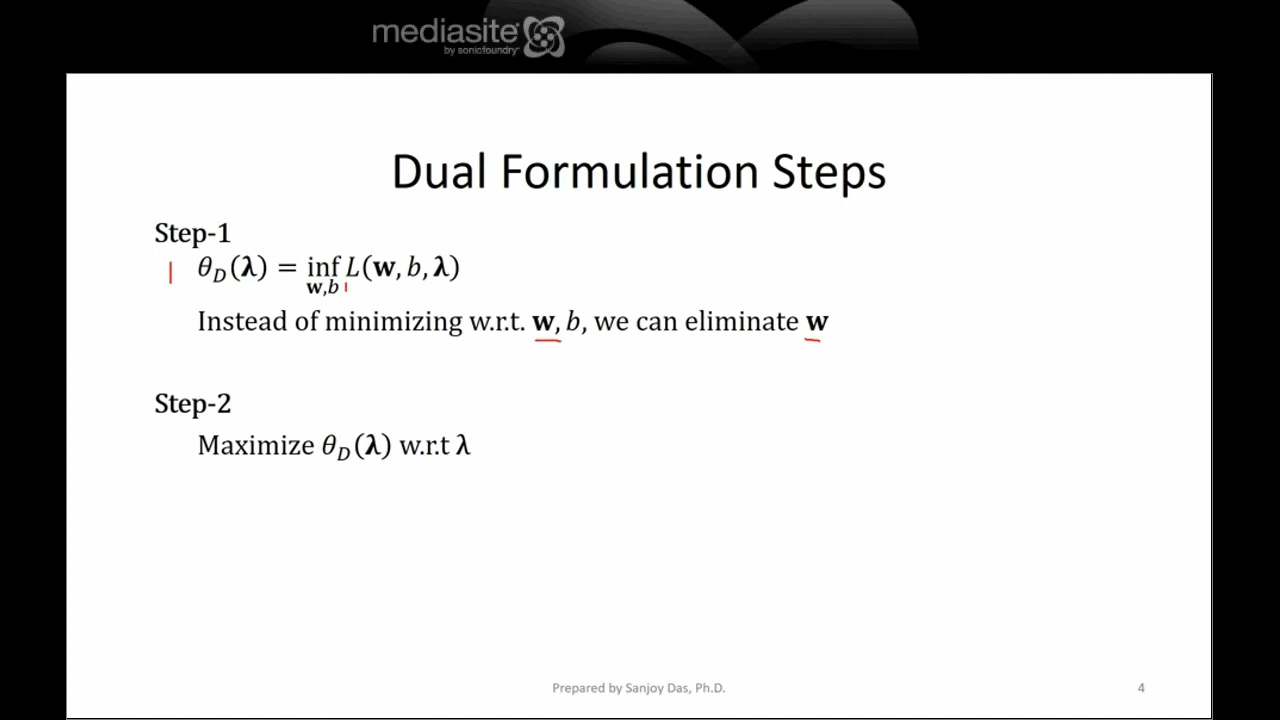 mediasite
by sonicfoundry
Dual Formulation Steps
Step-1
θ_D(𝛌) = inf L(𝐰, b, 𝛌)
𝐰,b
Instead of minimizing w.r.t. 𝐰, b, we can eliminate 𝐰
Step-2
Maximize θ_D(𝛌) w.r.t λ
Prepared by Sanjoy Das, Ph.D.
4